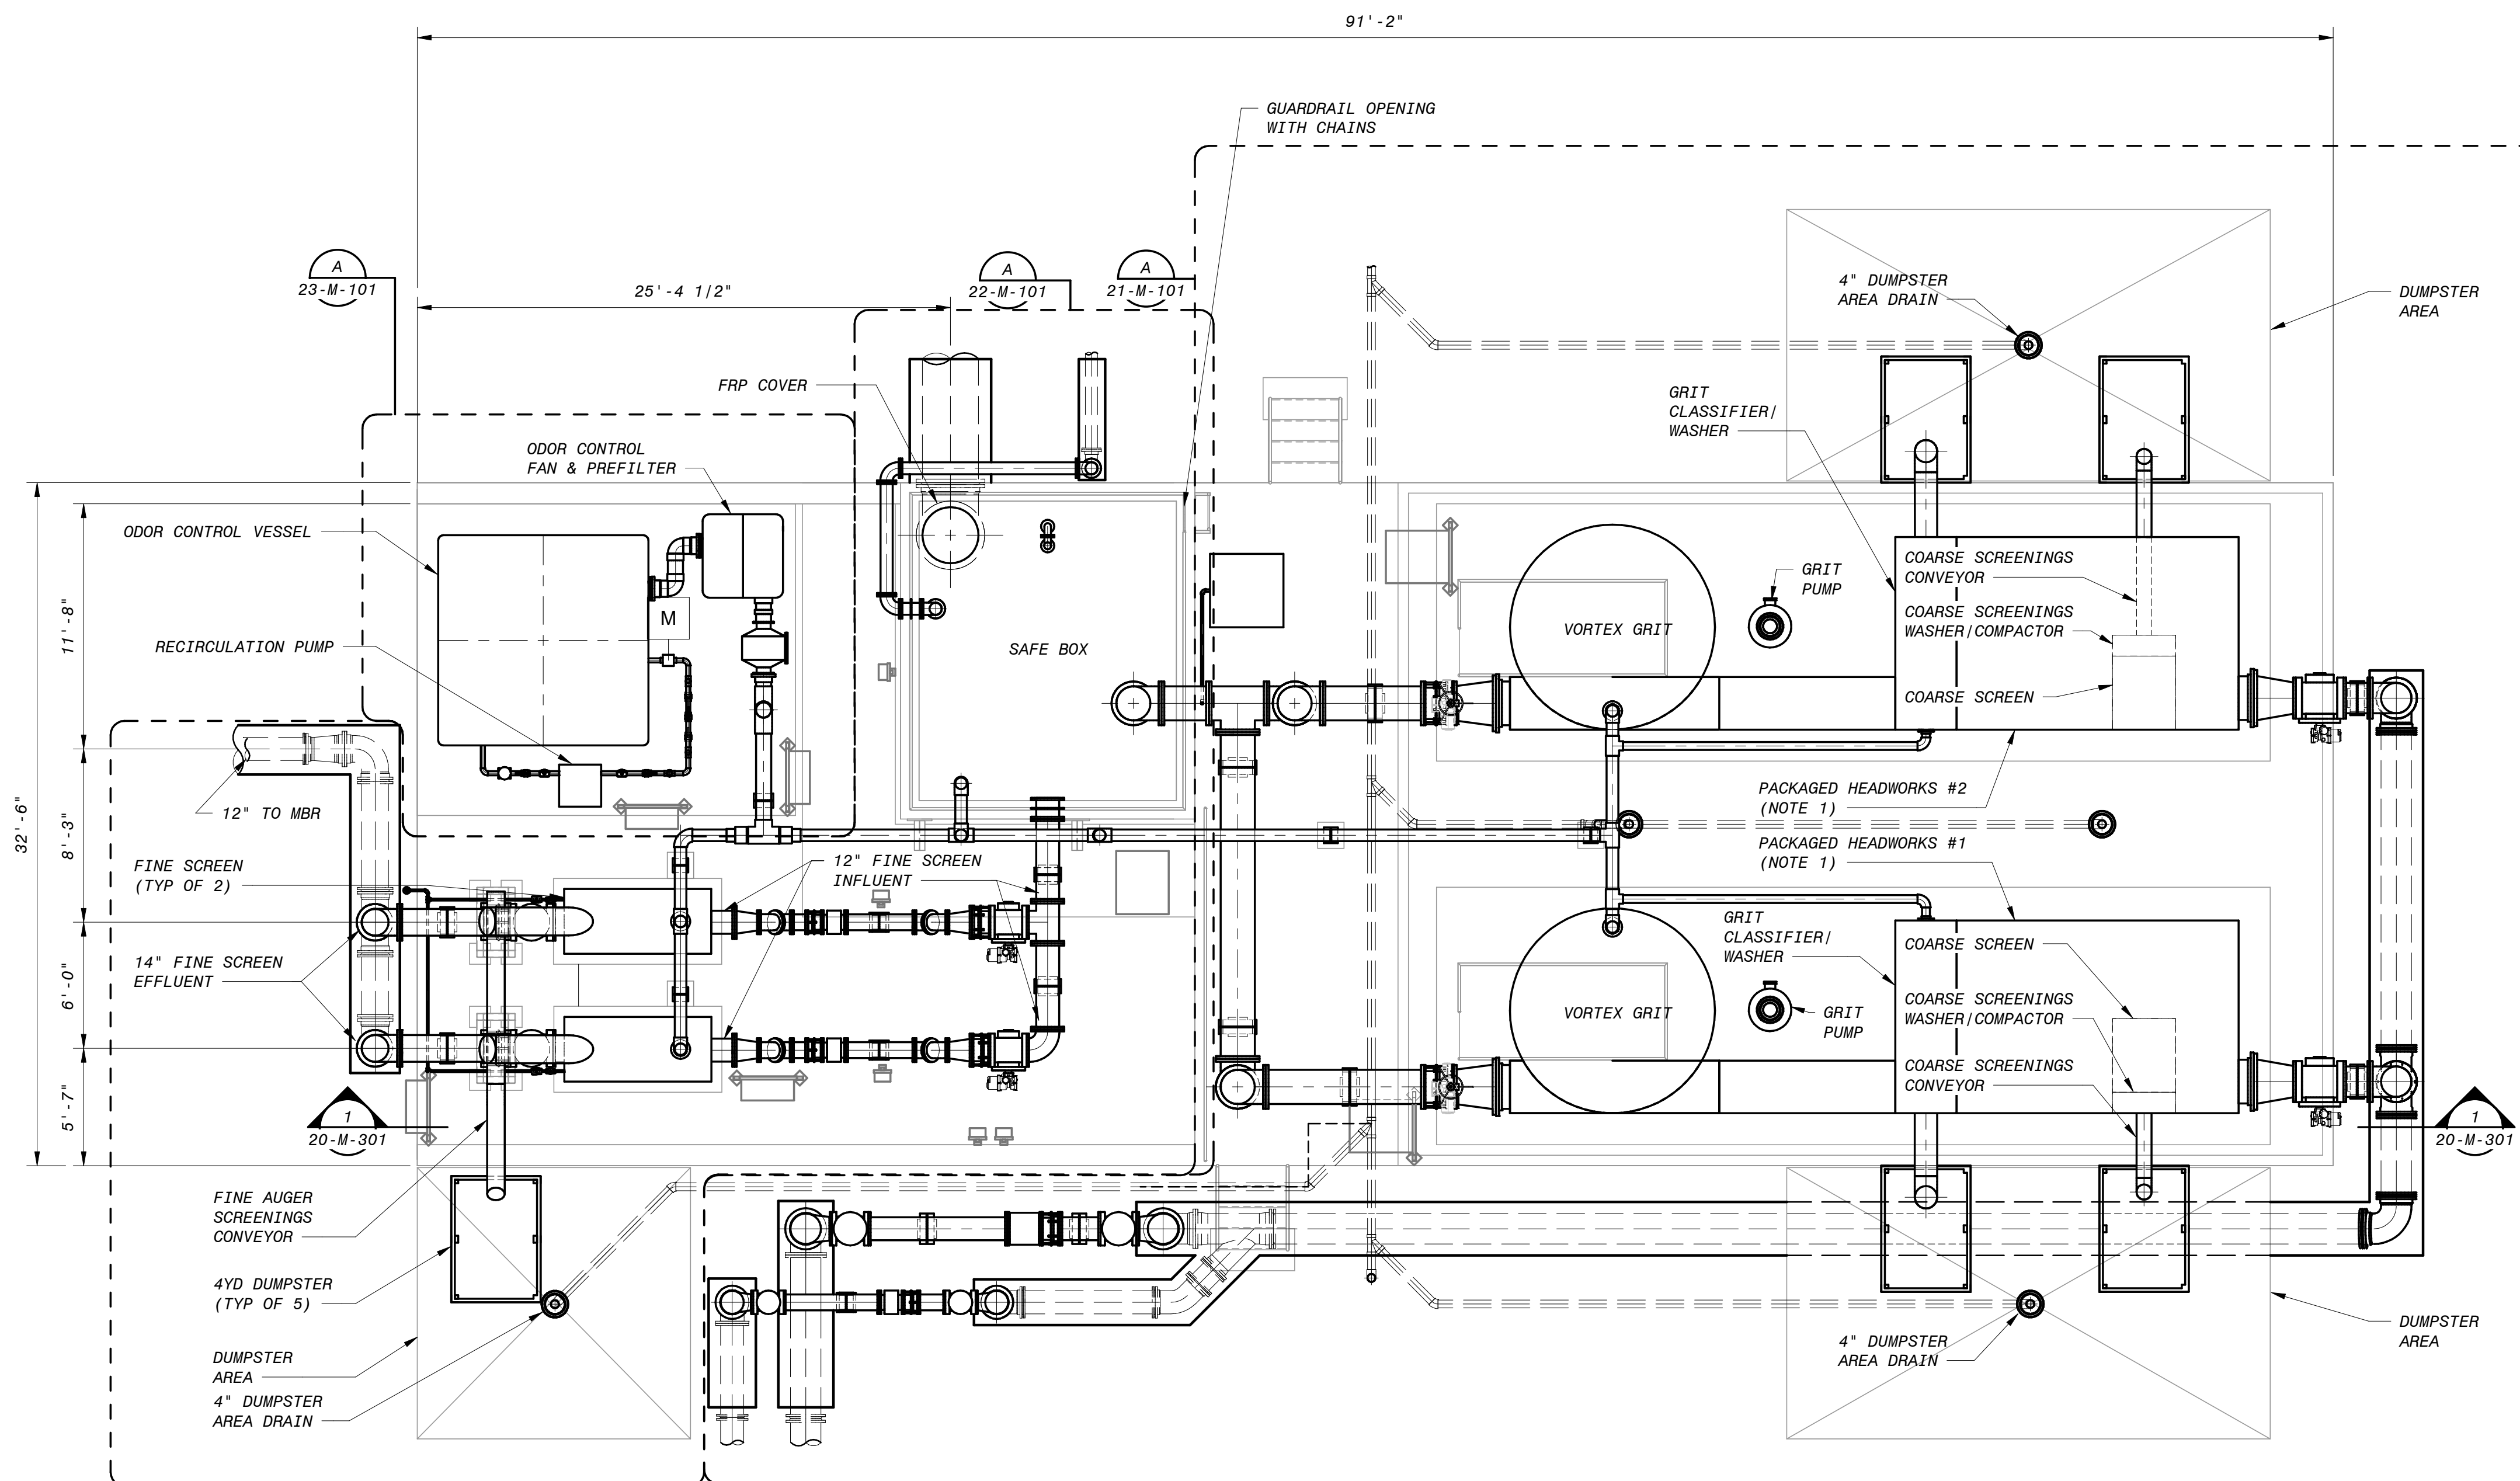 91'-2"
GUARDRAIL OPENING
WITH CHAINS
A
23-M-101
25'-4 1/2"
A
22-M-101
A
21-M-101
4" DUMPSTER
AREA DRAIN
DUMPSTER
AREA
FRP COVER
GRIT
CLASSIFIER/
WASHER
ODOR CONTROL
FAN & PREFILTER
ODOR CONTROL VESSEL
RECIRCULATION PUMP
M
SAFE BOX
VORTEX GRIT
GRIT
PUMP
COARSE SCREENINGS
CONVEYOR
COARSE SCREENINGS
WASHER/COMPACTOR
COARSE SCREEN
32'-6"
11'-8"
8'-3"
6'-0"
5'-7"
12" TO MBR
PACKAGED HEADWORKS #2
(NOTE 1)
PACKAGED HEADWORKS #1
(NOTE 1)
FINE SCREEN
(TYP OF 2)
12" FINE SCREEN
INFLUENT
14" FINE SCREEN
EFFLUENT
GRIT
CLASSIFIER/
WASHER
VORTEX GRIT
GRIT
PUMP
COARSE SCREEN
COARSE SCREENINGS
WASHER/COMPACTOR
COARSE SCREENINGS
CONVEYOR
1
20-M-301
1
20-M-301
FINE AUGER
SCREENINGS
CONVEYOR
4YD DUMPSTER
(TYP OF 5)
DUMPSTER
AREA
4" DUMPSTER
AREA DRAIN
4" DUMPSTER
AREA DRAIN
DUMPSTER
AREA